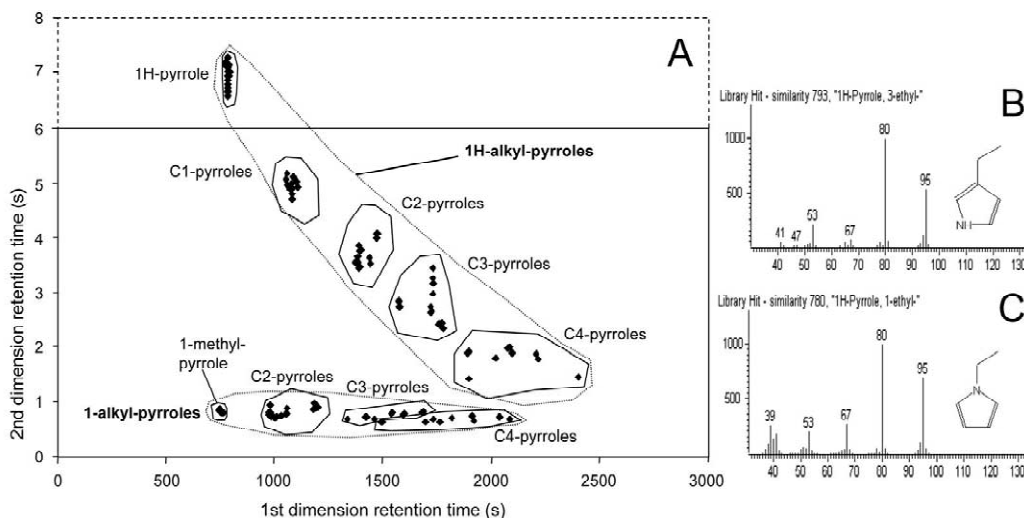 A
8
7
6
5
4
3
2
1
0
0
500
1000
1500
2000
2500
3000
2nd dimension retention time (s)
1st dimension retention time (s)
1H-pyrrole
1H-alkyl-pyrroles
C1-pyrroles
C2-pyrroles
C3-pyrroles
C4-pyrroles
1-methyl-
pyrrole
C2-pyrroles
C3-pyrroles
1-alkyl-pyrroles
C4-pyrroles
B
Library Hit - similarity 793, "1H-Pyrrole, 3-ethyl-"
1000
500
80
95
53
41
47
67
NH
40 50 60 70 80 90 100 110 120 130
C
Library Hit - similarity 780, "1H-Pyrrole, 1-ethyl-"
1000
500
80
95
39
53
67
N
40 50 60 70 80 90 100 110 120 130